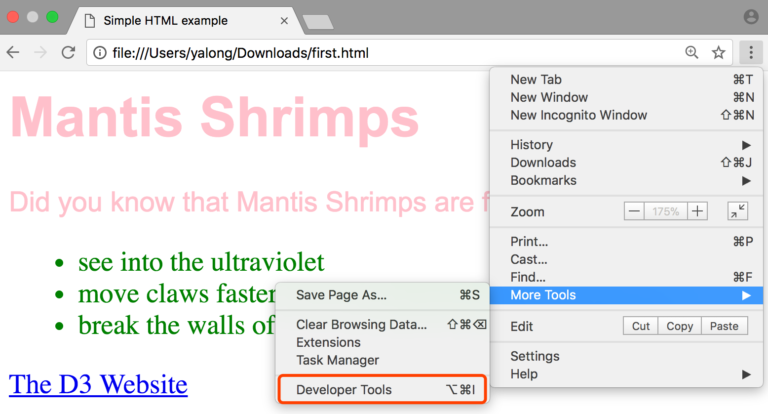 Simple HTML example
file:///Users/yalong/Downloads/first.html
Mantis Shrimps
Did you know that Mantis Shrimps are
see into the ultraviolet
move claws faster
break the walls of
The D3 Website
New Tab ⌘T
New Window ⌘N
New Incognito Window ⇧⌘N
History ▶
Downloads ⇧⌘J
Bookmarks ▶
Zoom − 175% +
Print... ⌘P
Cast...
Find... ⌘F
More Tools ▶
Edit Cut Copy Paste
Settings
Help ▶
Save Page As... ⌘S
Clear Browsing Data... ⇧⌘⌫
Extensions
Task Manager
Developer Tools ⌥⌘I